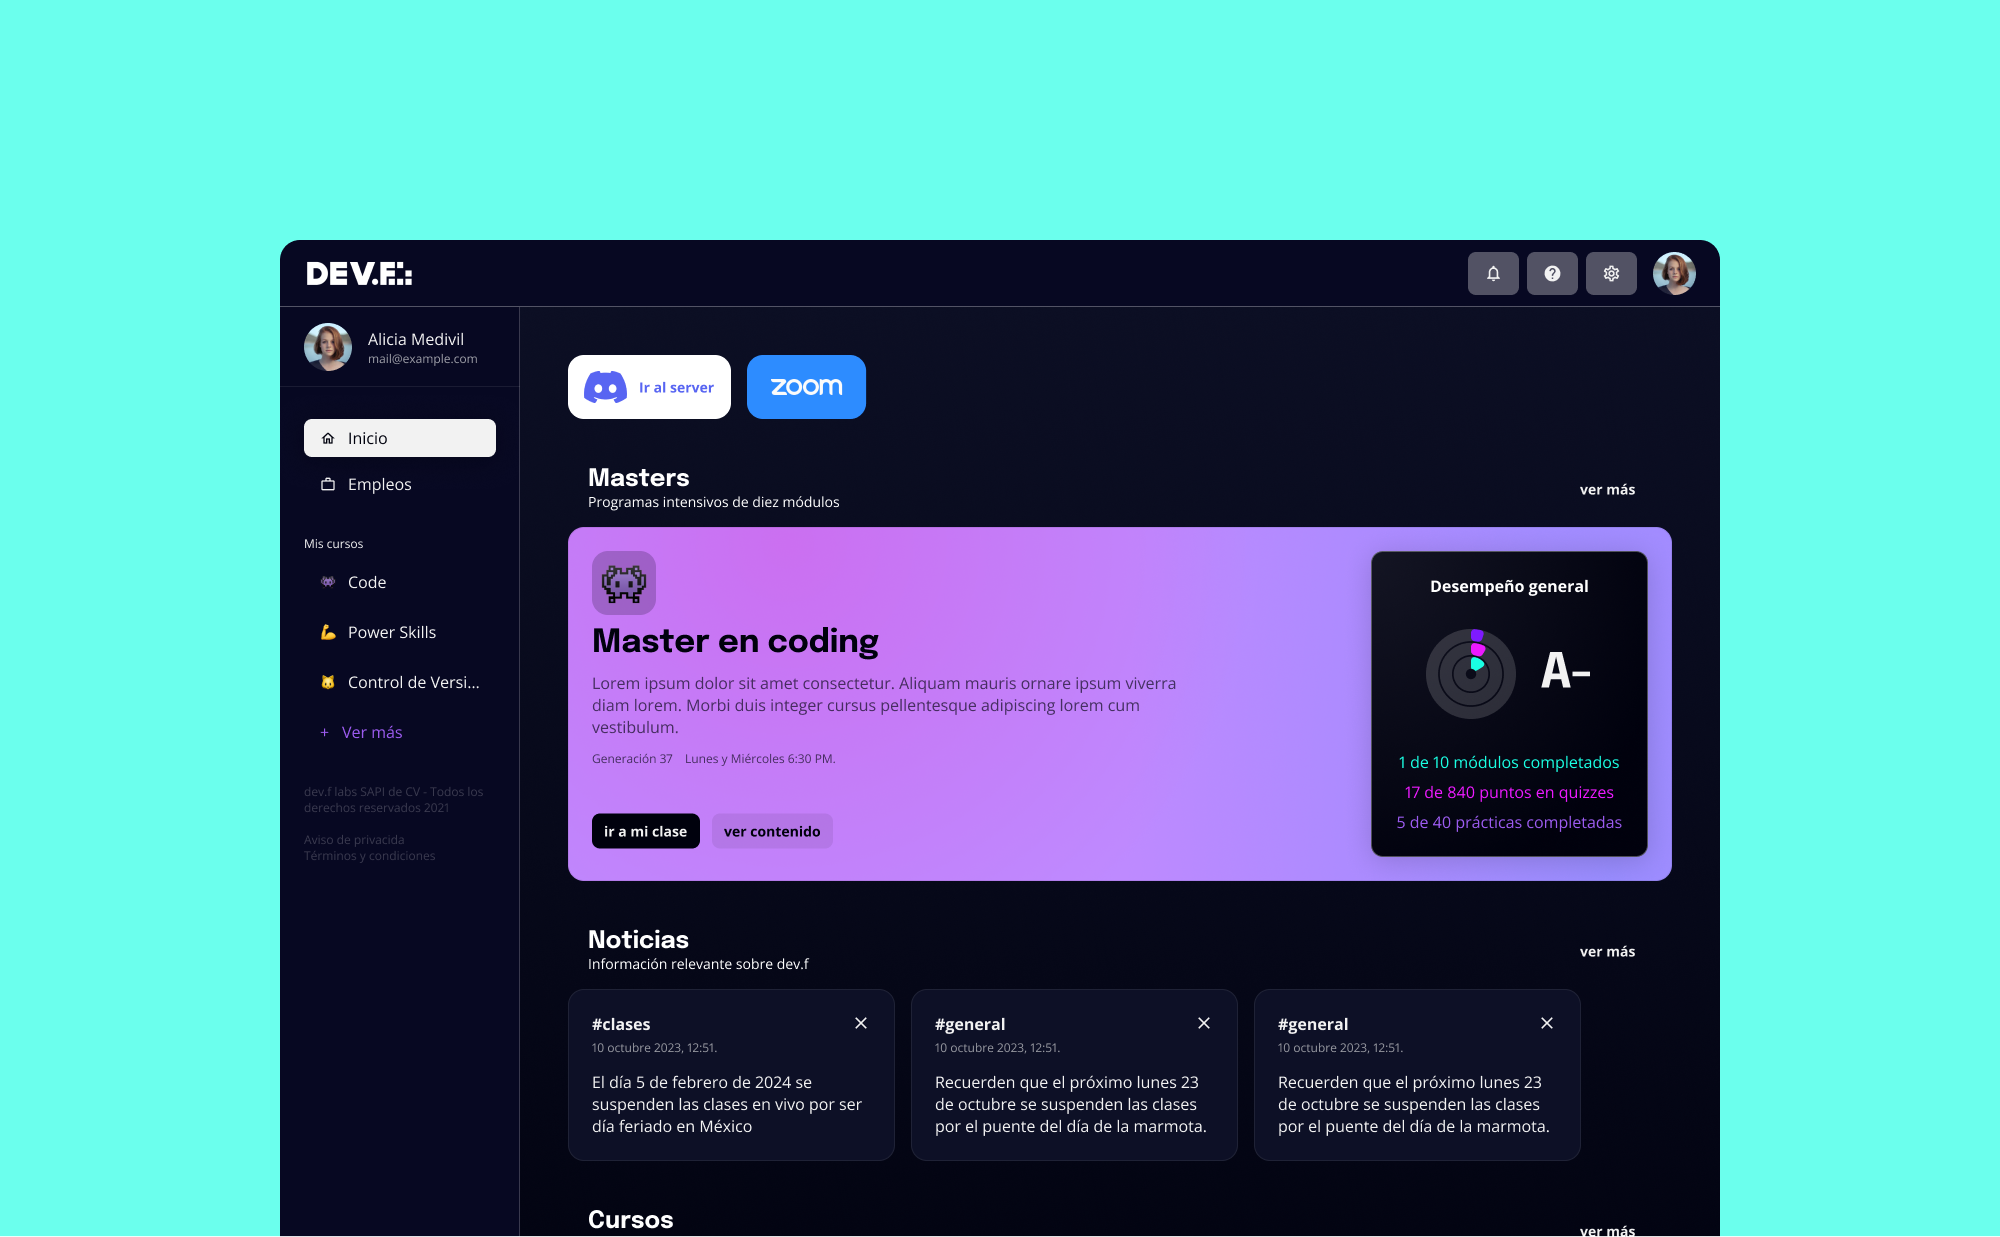 DEV.F.:
Alicia Medivil
mail@example.com
Inicio
Empleos
Mis cursos
Code
Power Skills
Control de Versi...
+ Ver más
dev.f labs SAPI de CV - Todos los
derechos reservados 2021
Aviso de privacida
Términos y condiciones
Ir al server
zoom
Masters
Programas intensivos de diez módulos
ver más
Master en coding
Lorem ipsum dolor sit amet consectetur. Aliquam mauris ornare ipsum viverra
diam lorem. Morbi duis integer cursus pellentesque adipiscing lorem cum
vestibulum.
Generación 37 Lunes y Miércoles 6:30 PM.
ir a mi clase
ver contenido
Desempeño general
A-
1 de 10 módulos completados
17 de 840 puntos en quizzes
5 de 40 prácticas completadas
Noticias
Información relevante sobre dev.f
ver más
#clases
10 octubre 2023, 12:51.
El día 5 de febrero de 2024 se
suspenden las clases en vivo por ser
día feriado en México
#general
10 octubre 2023, 12:51.
Recuerden que el próximo lunes 23
de octubre se suspenden las clases
por el puente del día de la marmota.
#general
10 octubre 2023, 12:51.
Recuerden que el próximo lunes 23
de octubre se suspenden las clases
por el puente del día de la marmota.
Cursos
ver más